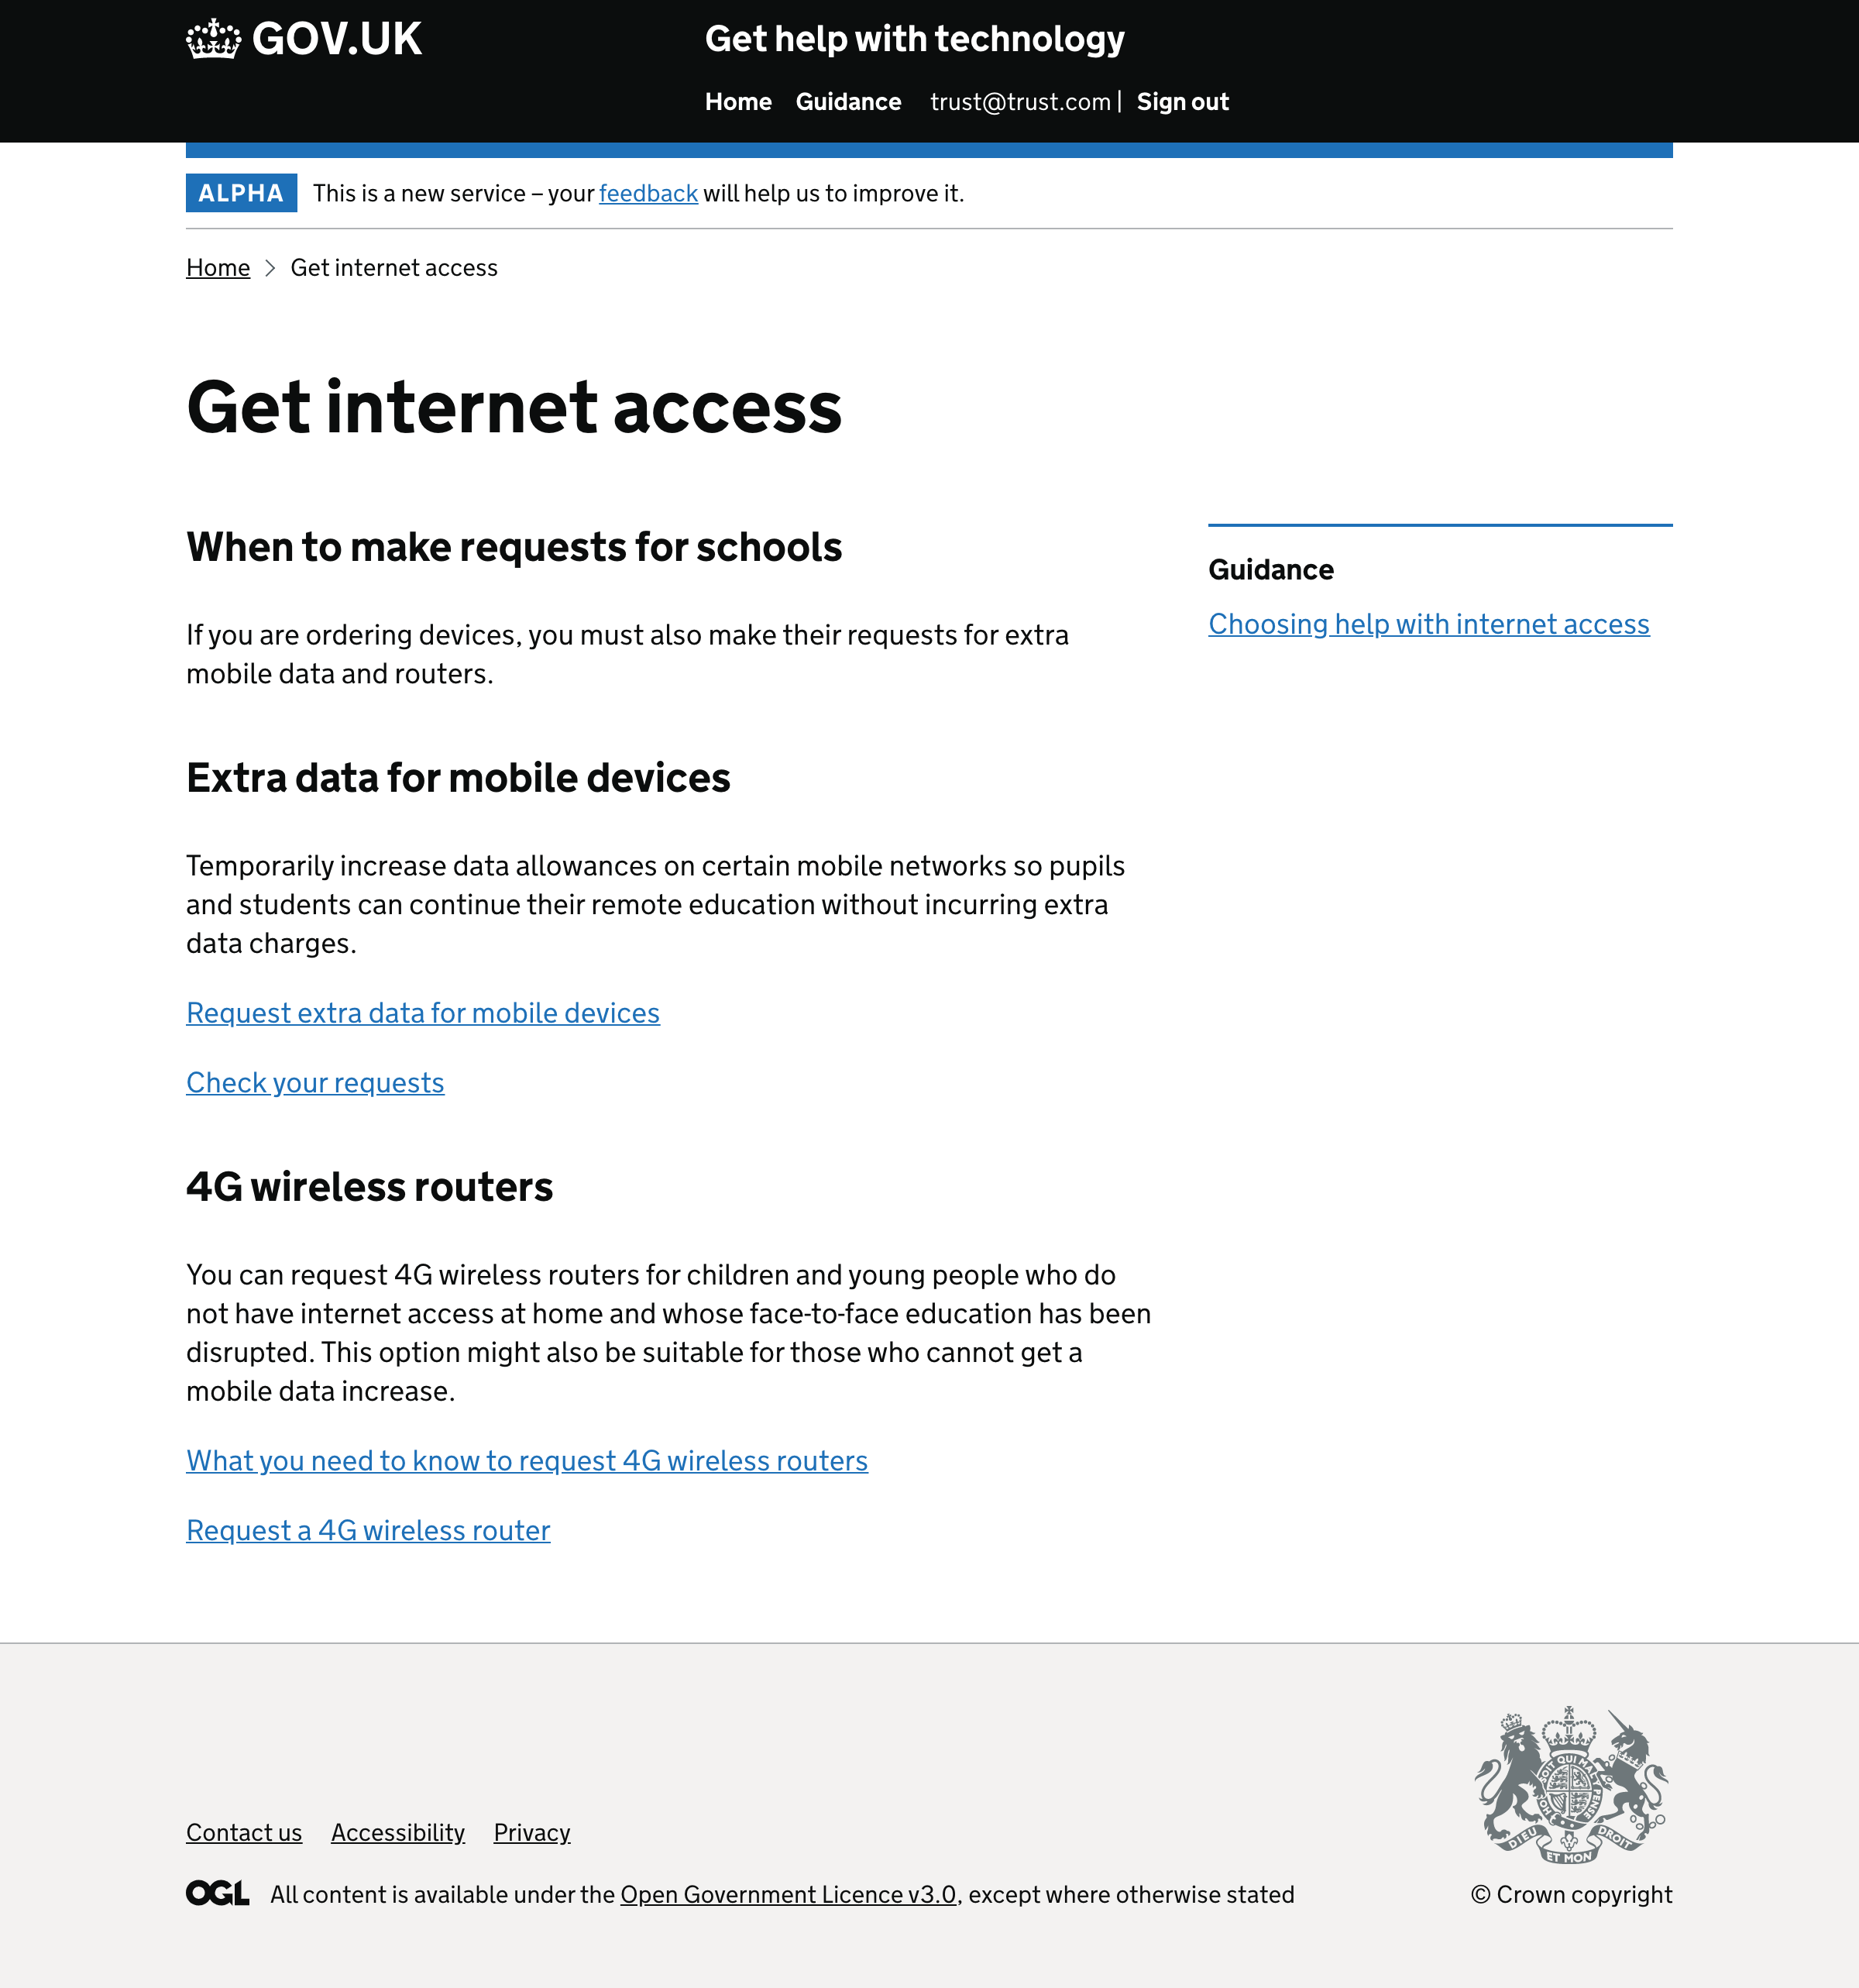 GOV.UK
Get help with technology
Home Guidance trust@trust.com | Sign out
ALPHA This is a new service – your feedback will help us to improve it.
Home > Get internet access
Get internet access
When to make requests for schools
If you are ordering devices, you must also make their requests for extra
mobile data and routers.
Extra data for mobile devices
Temporarily increase data allowances on certain mobile networks so pupils
and students can continue their remote education without incurring extra
data charges.
Request extra data for mobile devices
Check your requests
4G wireless routers
You can request 4G wireless routers for children and young people who do
not have internet access at home and whose face-to-face education has been
disrupted. This option might also be suitable for those who cannot get a
mobile data increase.
What you need to know to request 4G wireless routers
Request a 4G wireless router
Guidance
Choosing help with internet access
Contact us Accessibility Privacy
OGL All content is available under the Open Government Licence v3.0, except where otherwise stated
SOIT QUI MAL PENSE HON
DIEU ET MON DROIT
© Crown copyright